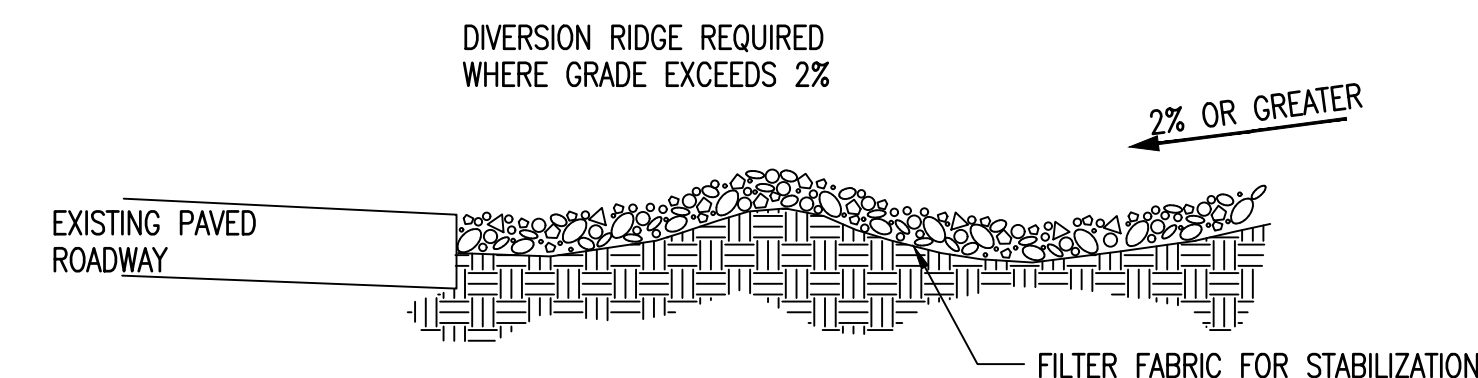 DIVERSION RIDGE REQUIRED
WHERE GRADE EXCEEDS 2%
2% OR GREATER
EXISTING PAVED
ROADWAY
FILTER FABRIC FOR STABILIZATION